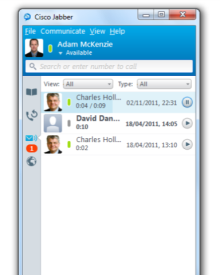 Cisco Jabber
File Communicate View Help
Adam McKenzie
Available
Search or enter number to call
View: All Type: All
Charles Holl... 02/11/2011, 22:31
0:04 / 0:09
David Dan... 18/04/2011, 14:05
0:10
Charles Holl... 18/04/2011, 13:10
0:02
1